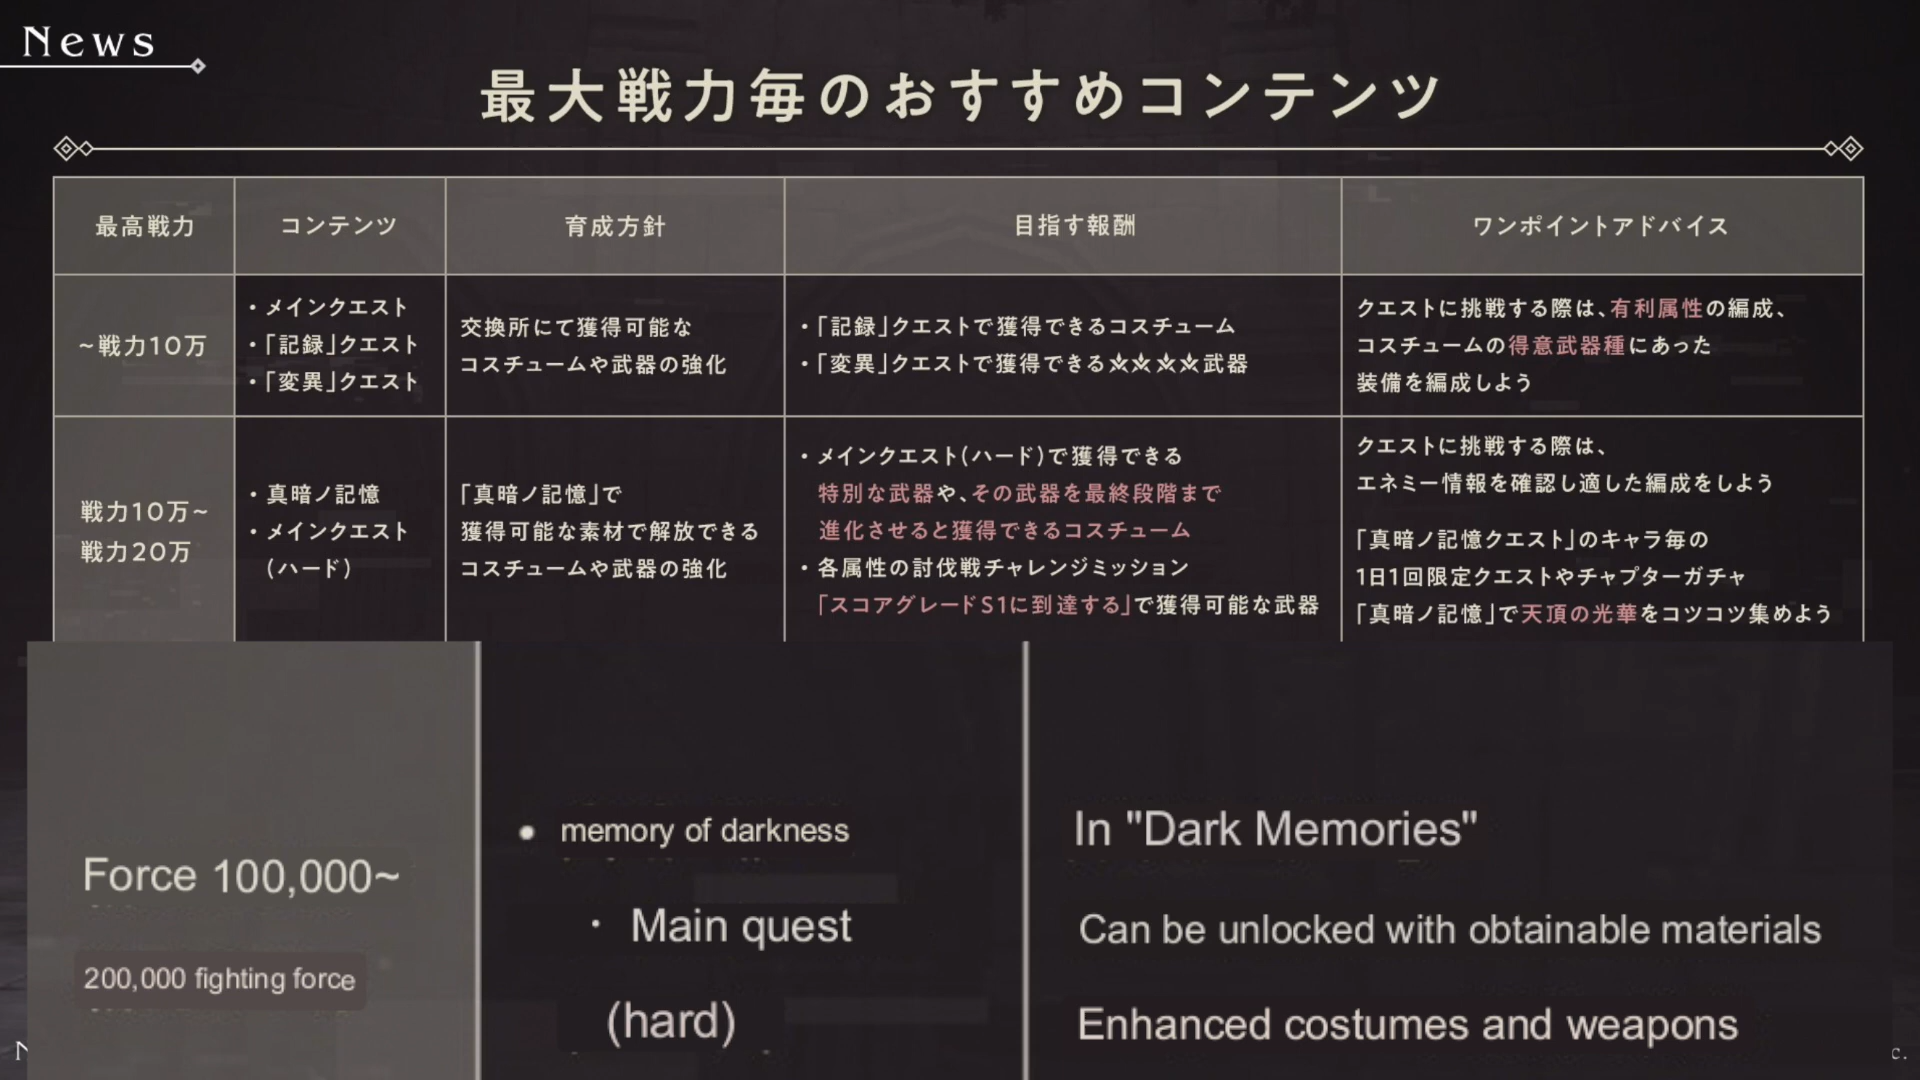 News
最大戦力毎のおすすめコンテンツ
最高戦力
コンテンツ
育成方針
目指す報酬
ワンポイントアドバイス
~戦力10万
・メインクエスト
・「記録」クエスト
・「変異」クエスト
交換所にて獲得可能な
コスチュームや武器の強化
・「記録」クエストで獲得できるコスチューム
・「変異」クエストで獲得できる★★★★武器
クエストに挑戦する際は、有利属性の編成、
コスチュームの得意武器種にあった
装備を編成しよう
戦力10万~
戦力20万
・真暗ノ記憶
・メインクエスト
(ハード)
「真暗ノ記憶」で
獲得可能な素材で解放できる
コスチュームや武器の強化
・メインクエスト(ハード)で獲得できる
特別な武器や、その武器を最終段階まで
進化させると獲得できるコスチューム
・各属性の討伐戦チャレンジミッション
「スコアグレードS1に到達する」で獲得可能な武器
クエストに挑戦する際は、
エネミー情報を確認し適した編成をしよう
「真暗ノ記憶クエスト」のキャラ毎の
1日1回限定クエストやチャプターガチャ
「真暗ノ記憶」で天頂の光華をコツコツ集めよう
Force 100,000~
200,000 fighting force
• memory of darkness
・ Main quest
(hard)
In "Dark Memories"
Can be unlocked with obtainable materials
Enhanced costumes and weapons
c.